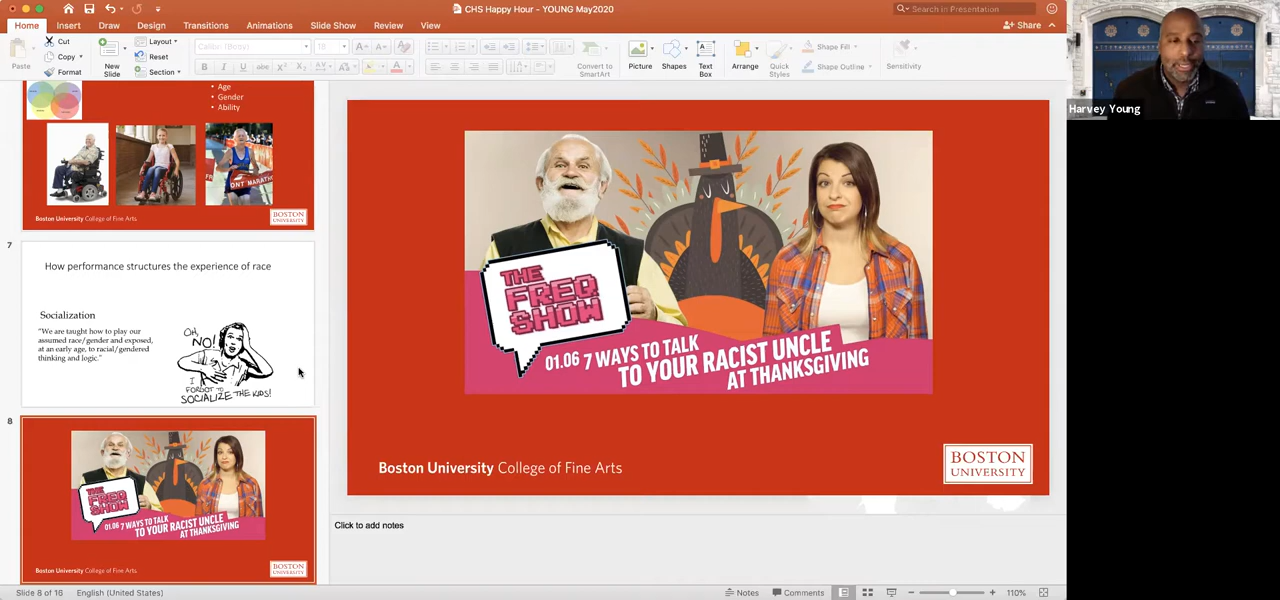 CHS Happy Hour - YOUNG May2020
Search in Presentation
Home Insert Draw Design Transitions Animations Slide Show Review View
Share
Paste
Cut
Copy
Format
New
Slide
Layout
Reset
Section
Calibri (Body)
18
Convert to
SmartArt
Picture
Shapes
Text
Box
Arrange
Quick
Styles
Shape Fill
Shape Outline
Sensitivity
Harvey Young
• Age
• Gender
• Ability
Boston University College of Fine Arts
BOSTON
UNIVERSITY
7
How performance structures the experience of race
Socialization
"We are taught how to play our
assumed race/gender and exposed,
at an early age, to racial/gendered
thinking and logic."
OH,
NO!
I
FORGOT TO
SOCIALIZE THE KIDS!
8
THE
FREQ
SHOW
01.06 7 WAYS TO TALK
TO YOUR RACIST UNCLE
AT THANKSGIVING
Boston University College of Fine Arts
BOSTON
UNIVERSITY
THE
FREQ
SHOW
01.06 7 WAYS TO TALK
TO YOUR RACIST UNCLE
AT THANKSGIVING
Boston University College of Fine Arts
BOSTON
UNIVERSITY
Click to add notes
Slide 8 of 16 English (United States)
Notes Comments 110%